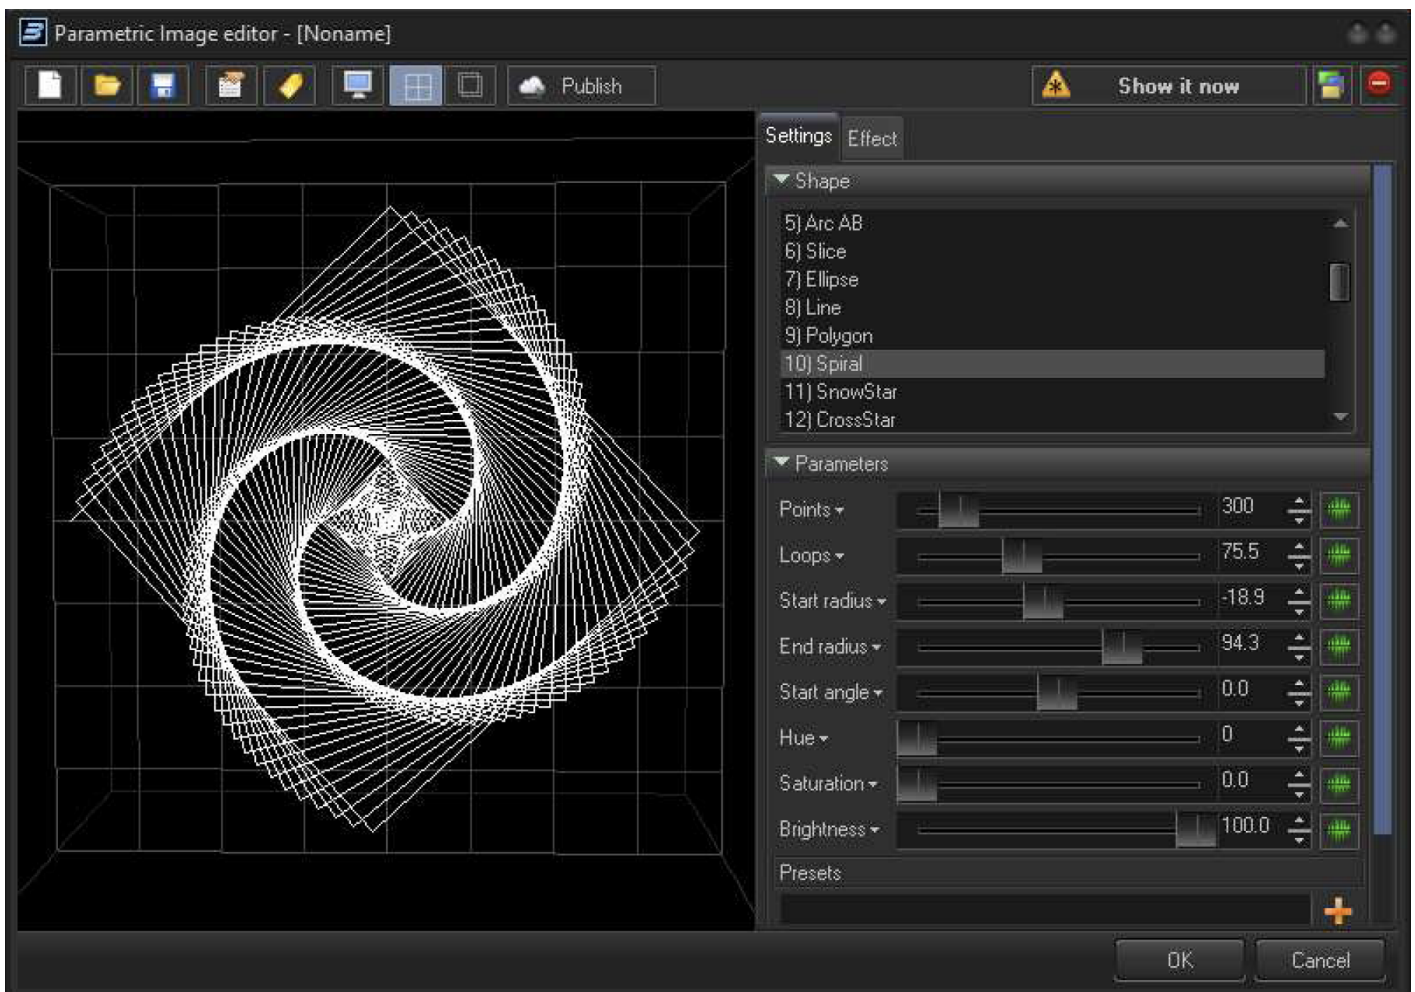 Parametric Image editor - [Noname]
Publish
Show it now
Settings
Effect
Shape
5) Arc AB
6) Slice
7) Ellipse
8) Line
9) Polygon
10) Spiral
11) SnowStar
12) CrossStar
Parameters
Points 300
Loops 75.5
Start radius -18.9
End radius 94.3
Start angle 0.0
Hue 0
Saturation 0.0
Brightness 100.0
Presets
OK
Cancel